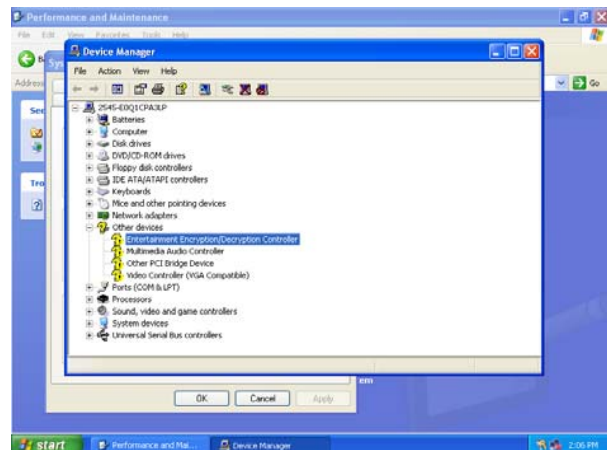 Performance and Maintenance
File Edit View Favorites Tools Help
Address
Go
Device Manager
File Action View Help
2545-E0Q1CPA3LP
Batteries
Computer
Disk drives
DVD/CD-ROM drives
Floppy disk controllers
IDE ATA/ATAPI controllers
Keyboards
Mice and other pointing devices
Network adapters
Other devices
Entertainment Encryption/Decryption Controller
Multimedia Audio Controller
Other PCI Bridge Device
Video Controller (VGA Compatible)
Ports (COM & LPT)
Processors
Sound, video and game controllers
System devices
Universal Serial Bus controllers
OK Cancel Apply
start Performance and Mai... Device Manager 2:06 PM